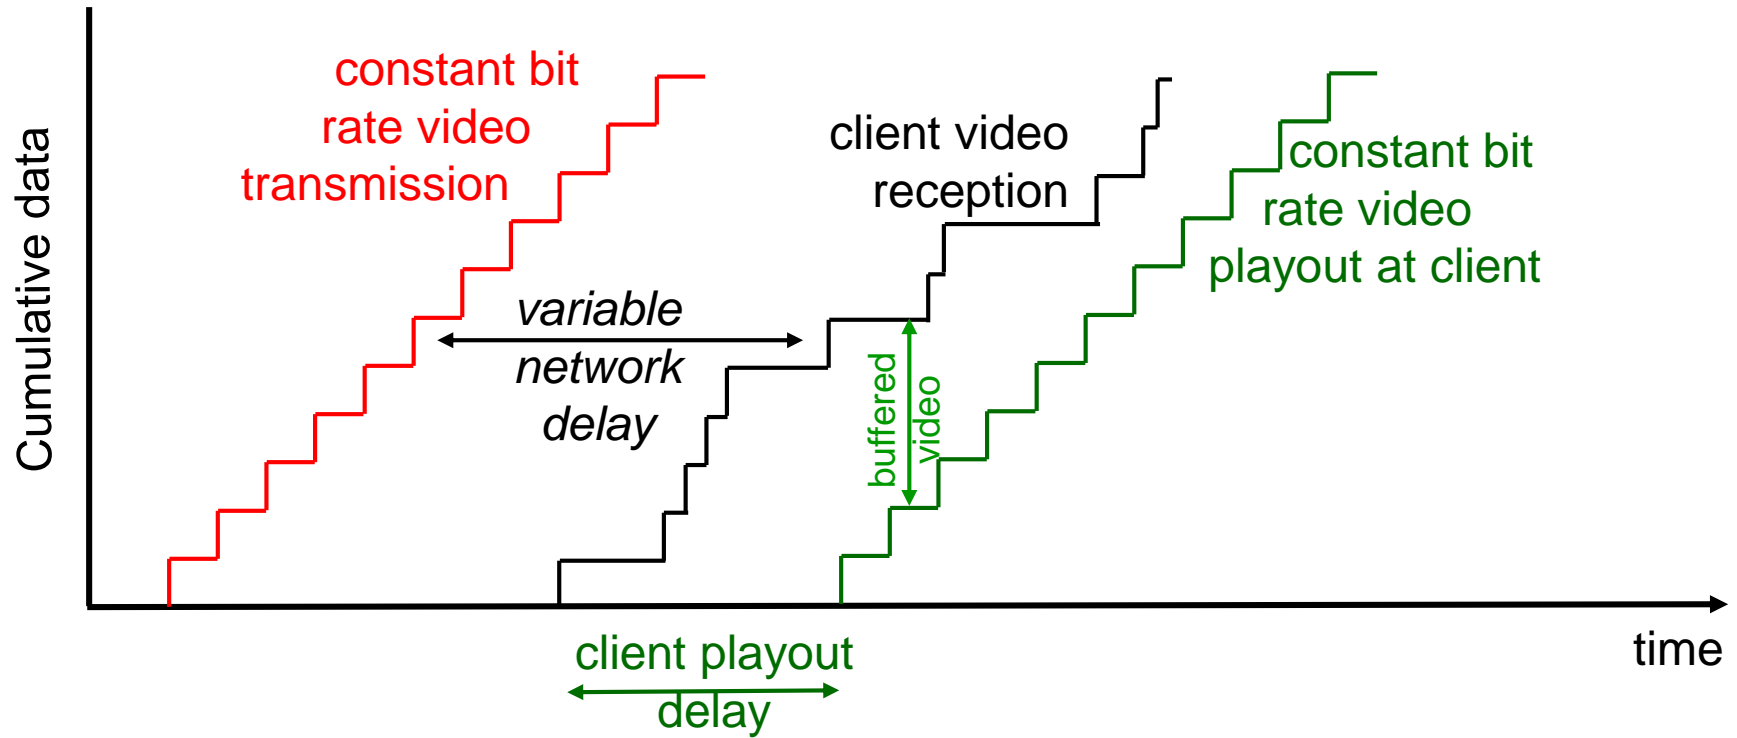 constant bit
rate video
transmission
client video
reception
constant bit
rate video
playout at client
Cumulative data
variable
network
delay
buffered
video
time
client playout
delay